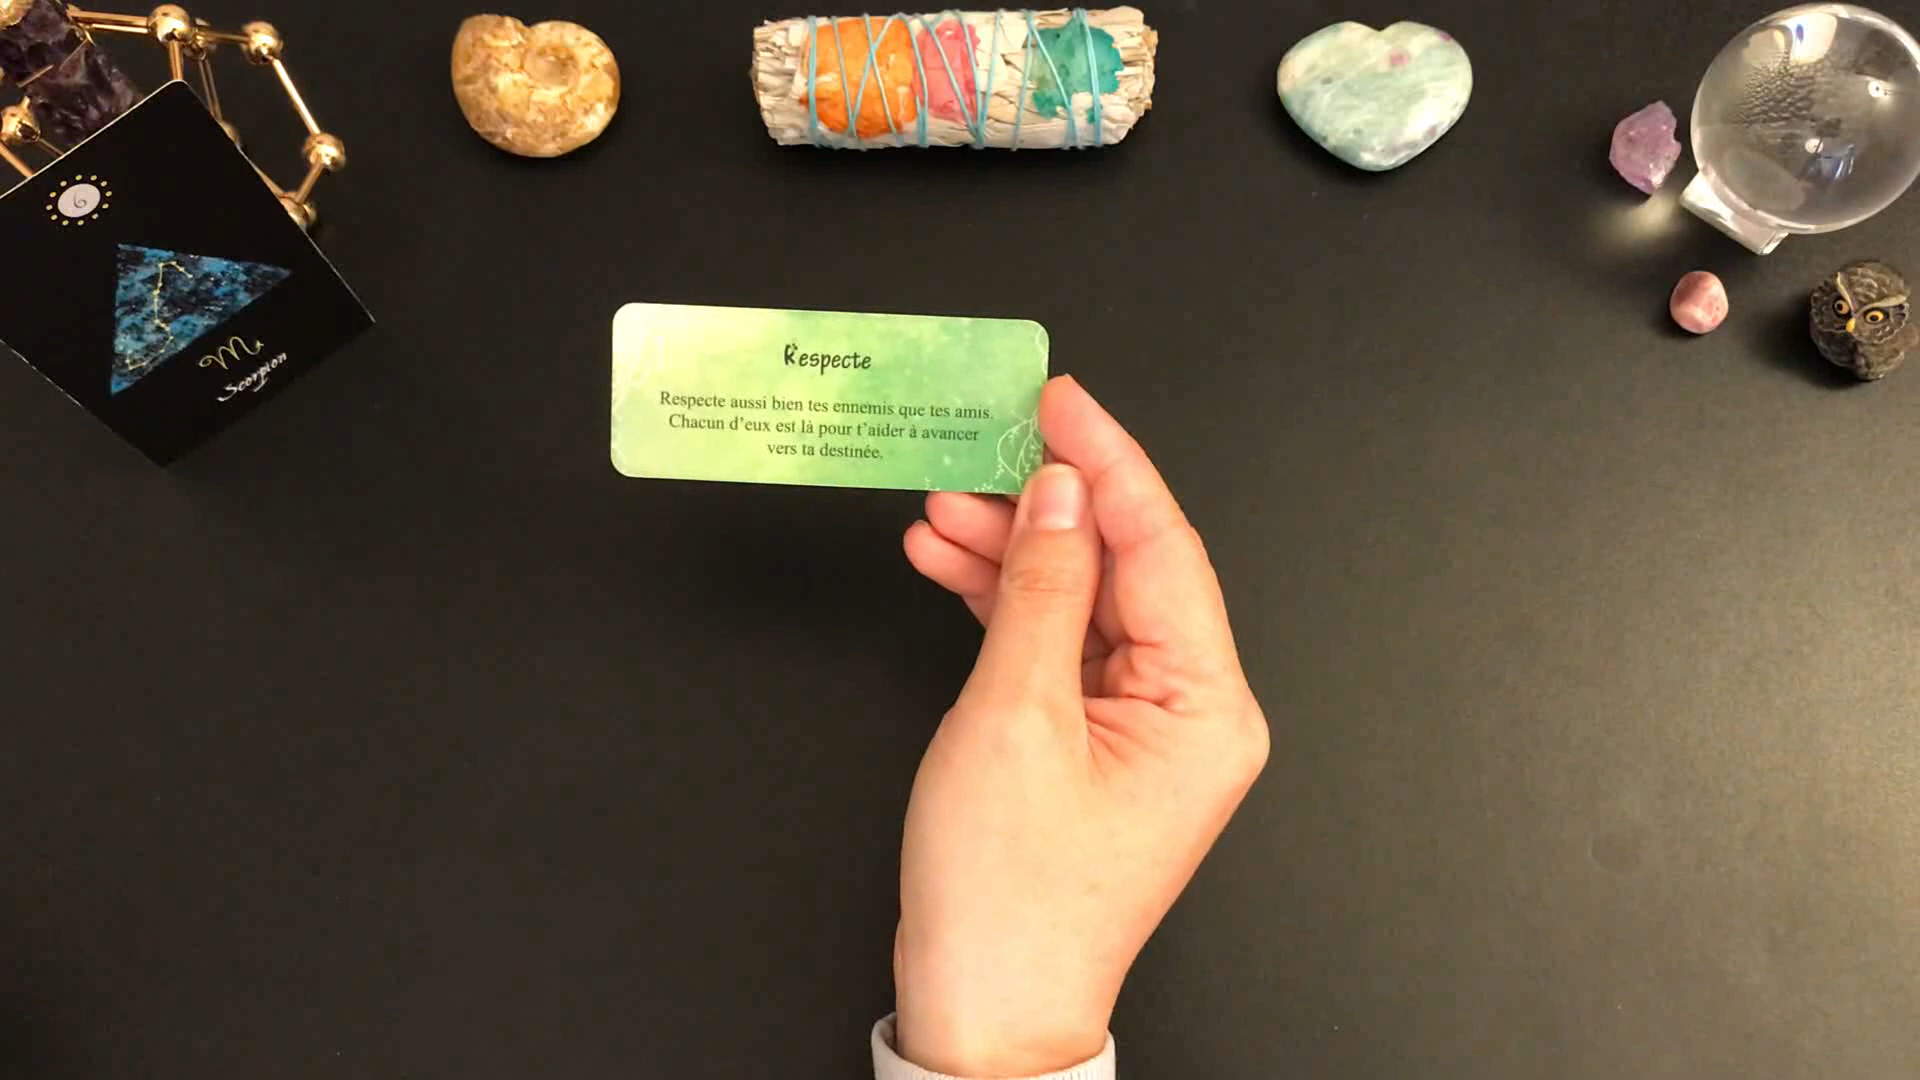 6
Scorpion
Respecte
Respecte aussi bien tes ennemis que tes amis.
Chacun d'eux est là pour t'aider à avancer
vers ta destinée.